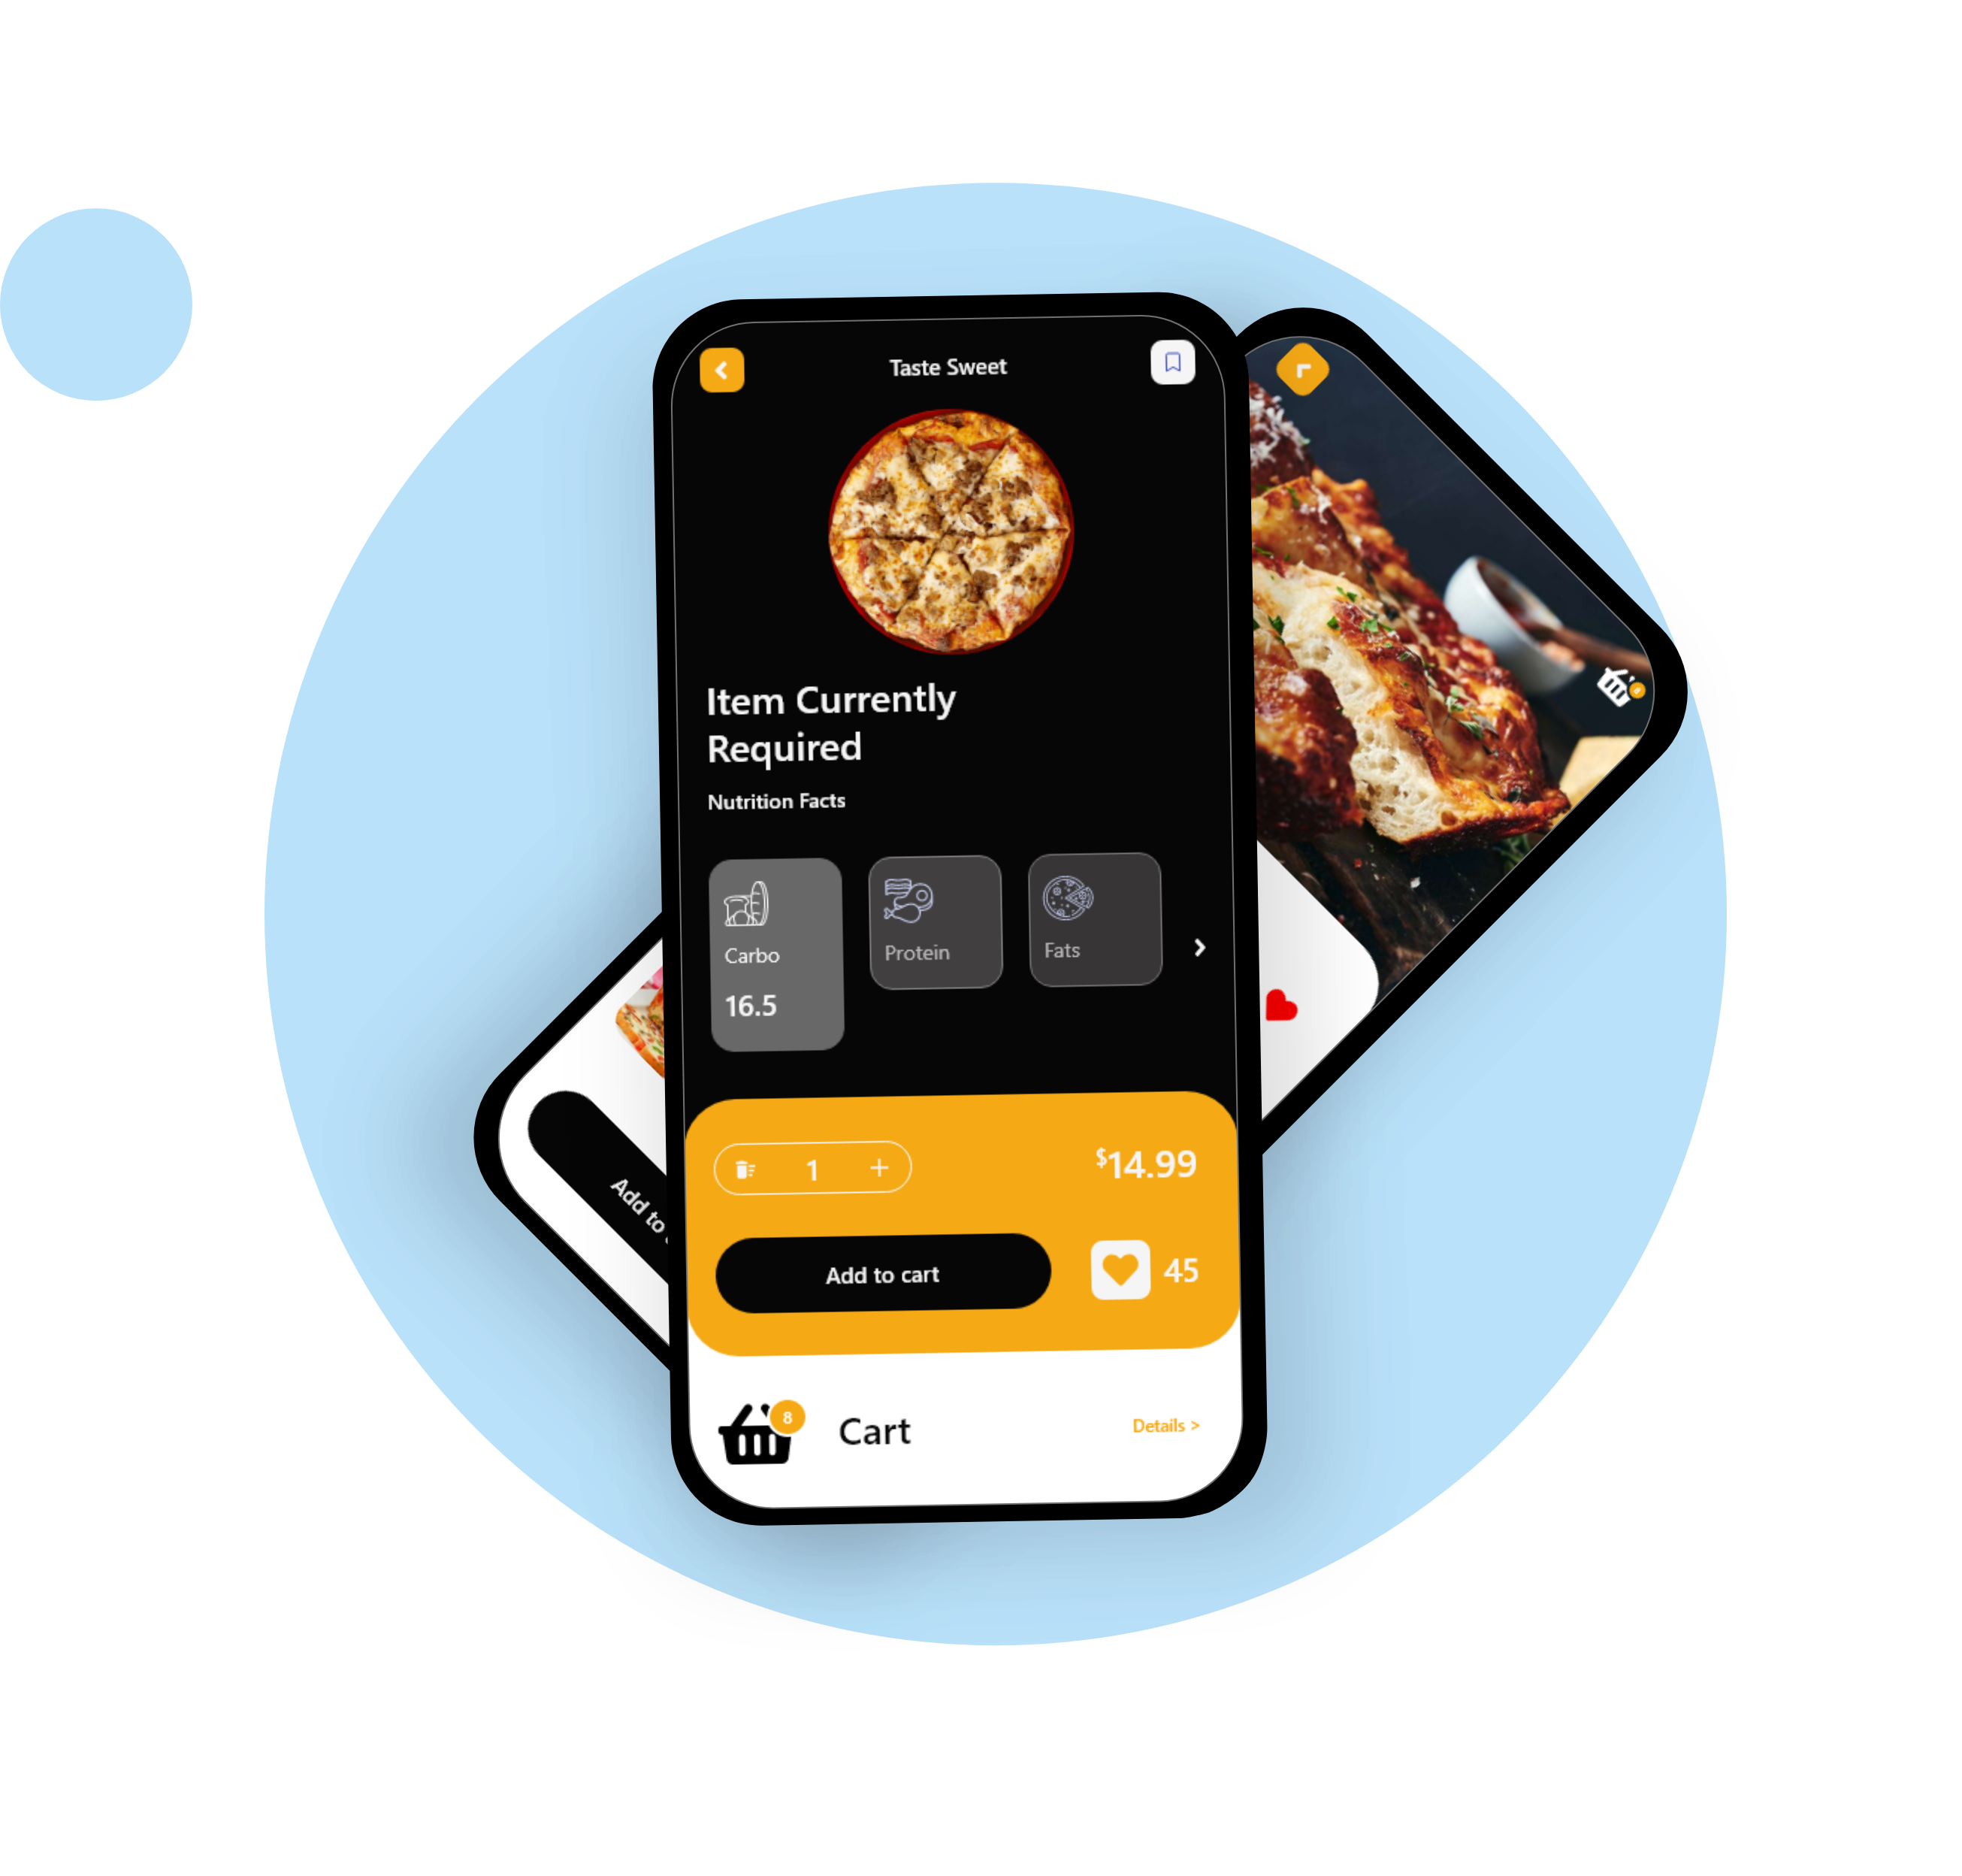 Taste Sweet
Item Currently
Required
Nutrition Facts
Carbo
16.5
Protein
Fats
1
$14.99
Add to cart
45
8
Cart
Details >
Add to